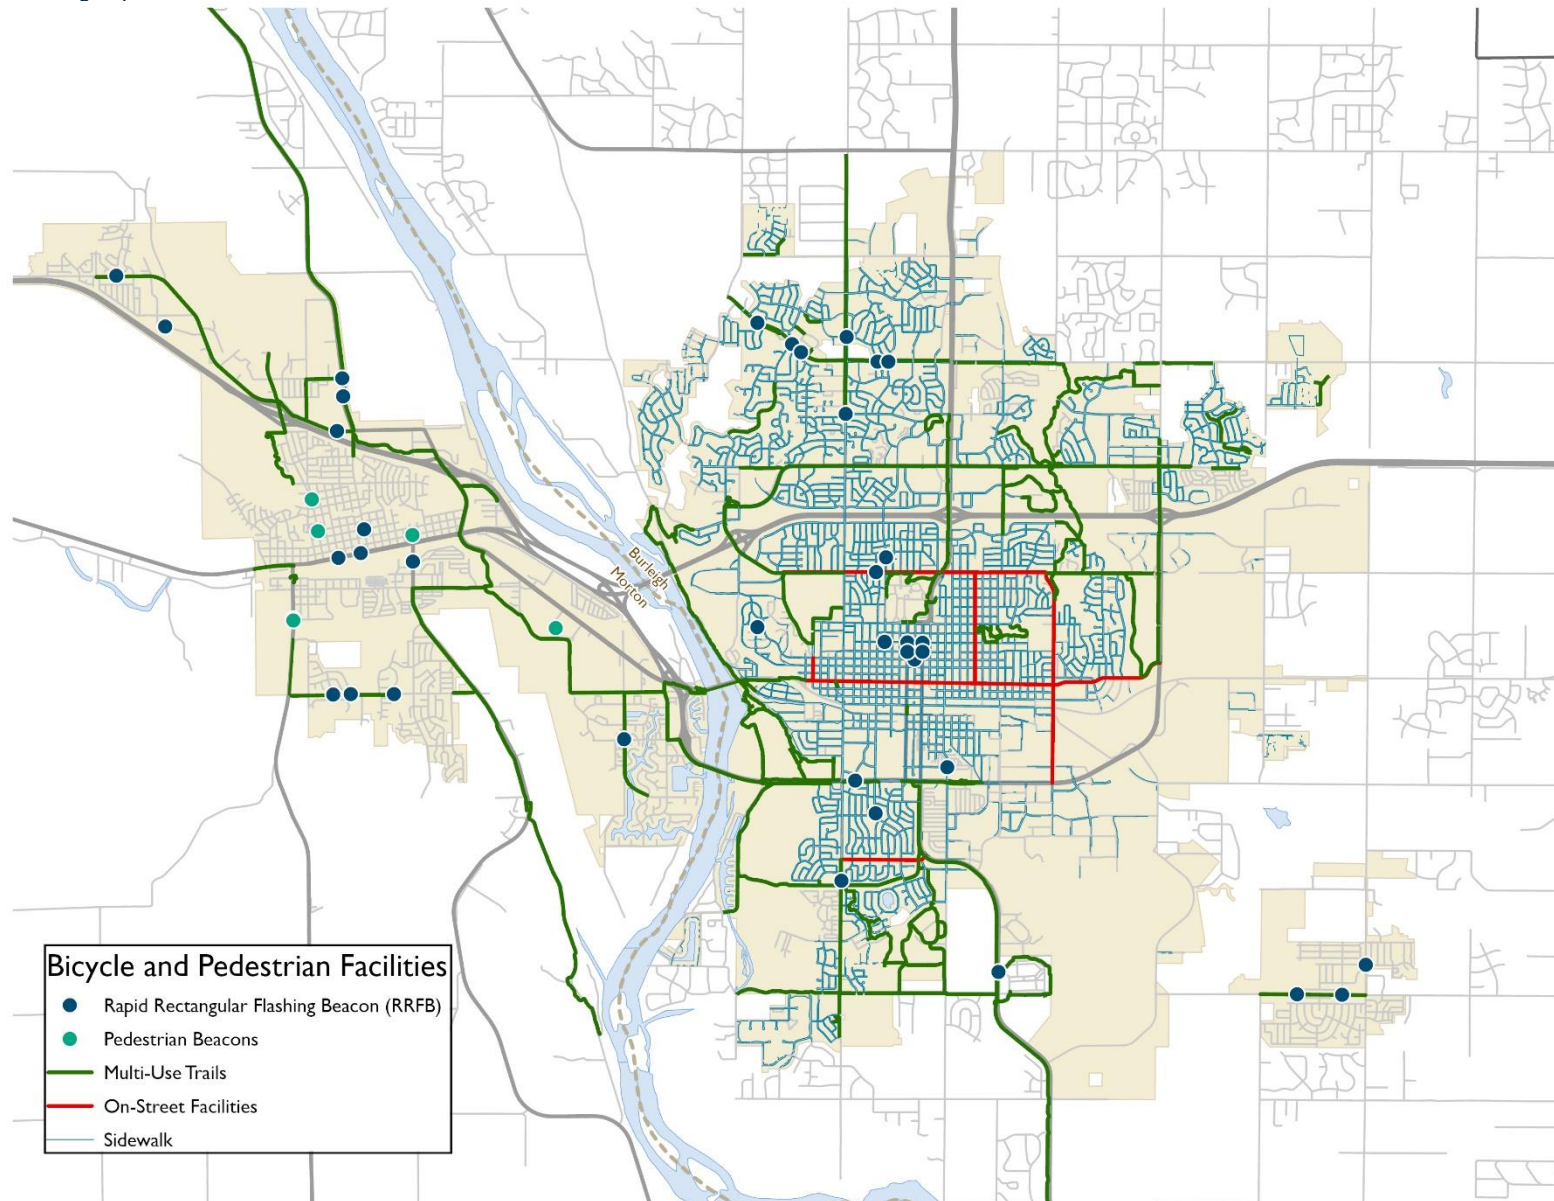 Burleigh
Morton
Bicycle and Pedestrian Facilities
Rapid Rectangular Flashing Beacon (RRFB)
Pedestrian Beacons
Multi-Use Trails
On-Street Facilities
Sidewalk